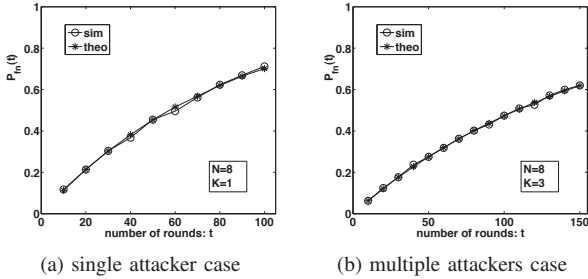 1
0.8
0.6
0.4
0.2
0
P_fn(t)
sim
theo
N=8
K=1
0 20 40 60 80 100
number of rounds: t
(a) single attacker case
1
0.8
0.6
0.4
0.2
0
P_fn(t)
sim
theo
N=8
K=3
0 50 100 150
number of rounds: t
(b) multiple attackers case